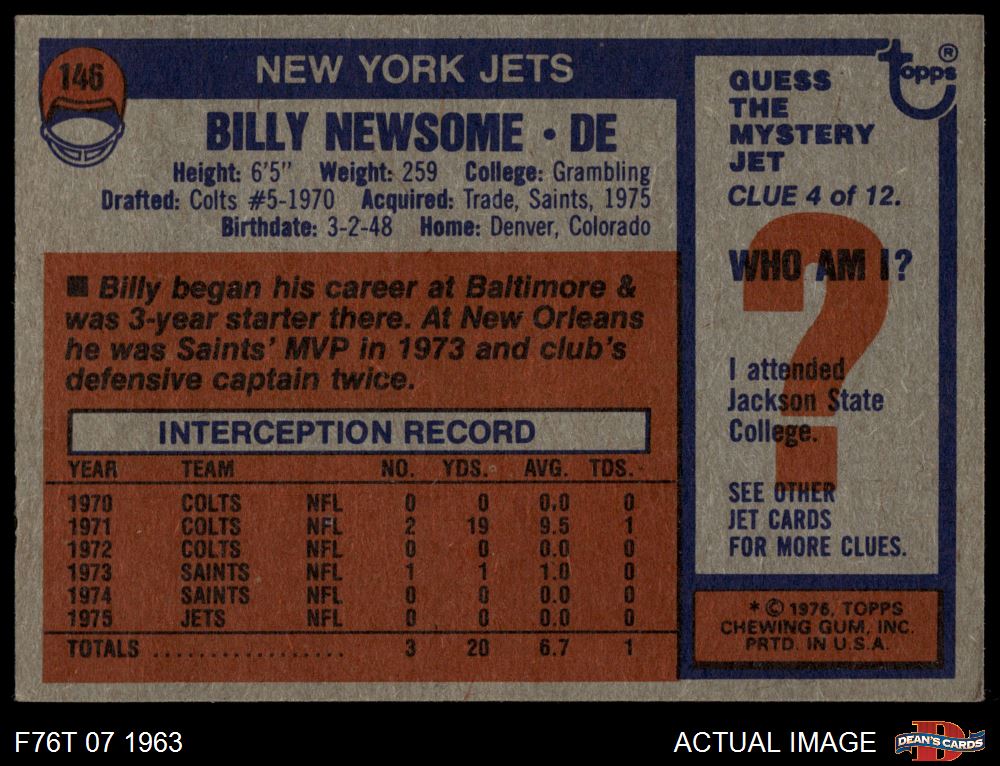 146
NEW YORK JETS
BILLY NEWSOME • DE
Height: 6'5" Weight: 259 College: Grambling
Drafted: Colts #5-1970 Acquired: Trade, Saints, 1975
Birthdate: 3-2-48 Home: Denver, Colorado
■ Billy began his career at Baltimore &
was 3-year starter there. At New Orleans
he was Saints' MVP in 1973 and club's
defensive captain twice.
INTERCEPTION RECORD
YEAR TEAM NO. YDS. AVG. TDS.
1970 COLTS NFL 0 0 0.0 0
1971 COLTS NFL 2 19 9.5 1
1972 COLTS NFL 0 0 0.0 0
1973 SAINTS NFL 1 1 1.0 0
1974 SAINTS NFL 0 0 0.0 0
1975 JETS NFL 0 0 0.0 0
TOTALS .................. 3 20 6.7 1
topps®
GUESS
THE
MYSTERY
JET
CLUE 4 of 12.
?
WHO AM I?
I attended
Jackson State
College.
SEE OTHER
JET CARDS
FOR MORE CLUES.
* © 1976, TOPPS
CHEWING GUM, INC.
PRTD. IN U.S.A.
F76T 07 1963
ACTUAL IMAGE
DEAN'S CARDS